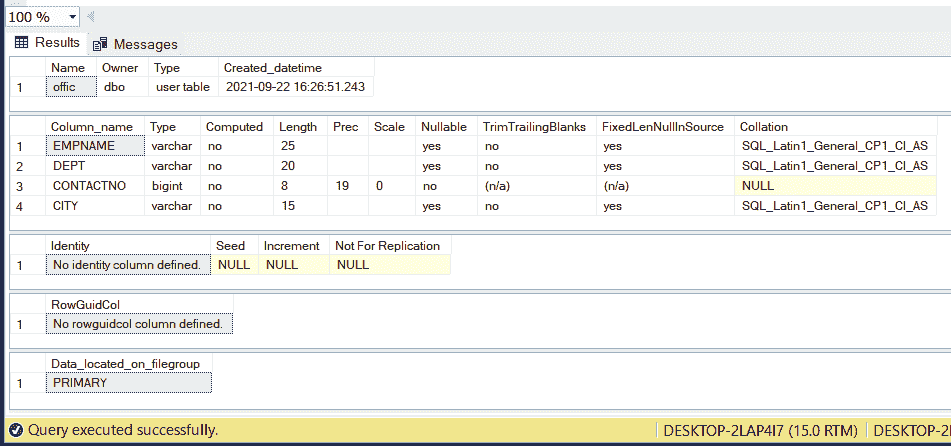 100 %
Results Messages
Name Owner Type Created_datetime
1 offic dbo user table 2021-09-22 16:26:51.243
Column_name Type Computed Length Prec Scale Nullable TrimTrailingBlanks FixedLenNullInSource Collation
1 EMPNAME varchar no 25 yes no yes SQL_Latin1_General_CP1_CI_AS
2 DEPT varchar no 20 yes no yes SQL_Latin1_General_CP1_CI_AS
3 CONTACTNO bigint no 8 19 0 no (n/a) (n/a) NULL
4 CITY varchar no 15 yes no yes SQL_Latin1_General_CP1_CI_AS
Identity Seed Increment Not For Replication
1 No identity column defined. NULL NULL NULL
RowGuidCol
1 No rowguidcol column defined.
Data_located_on_filegroup
1 PRIMARY
Query executed successfully. DESKTOP-2LAP4I7 (15.0 RTM) DESKTOP-2